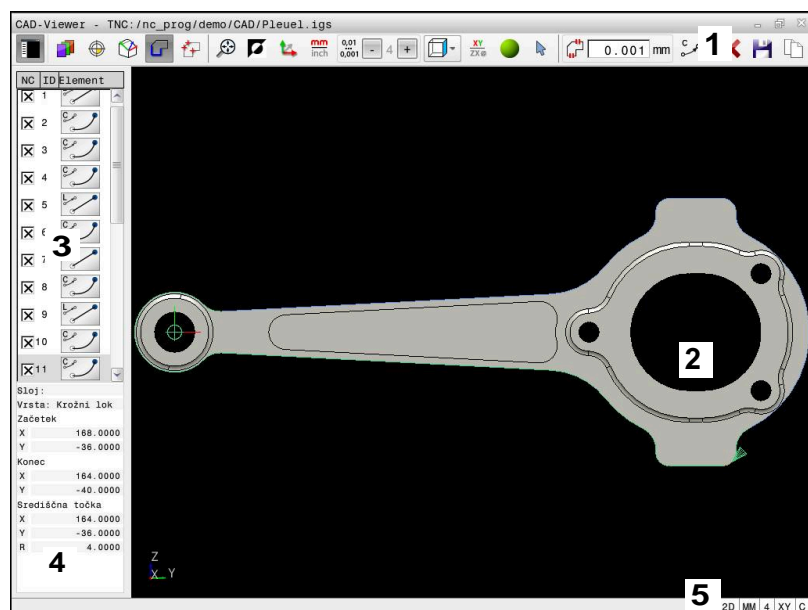 CAD-Viewer - TNC:/nc_prog/demo/CAD/Pleuel.igs
mm inch 0,01 0,001 - 4 + XY ZX 0.001 mm C 1
NC ID Element
1
2 C
3 C
4 C
5 L
6 C
3
7
8 C
9 L
10 C
11 C
2
Sloj:
Vrsta: Krožni lok
Začetek
X 168.0000
Y -36.0000
Konec
X 164.0000
Y -40.0000
Središčna točka
X 164.0000
Y -36.0000
R 4.0000
4
Z
X Y
5
2D MM 4 XY C